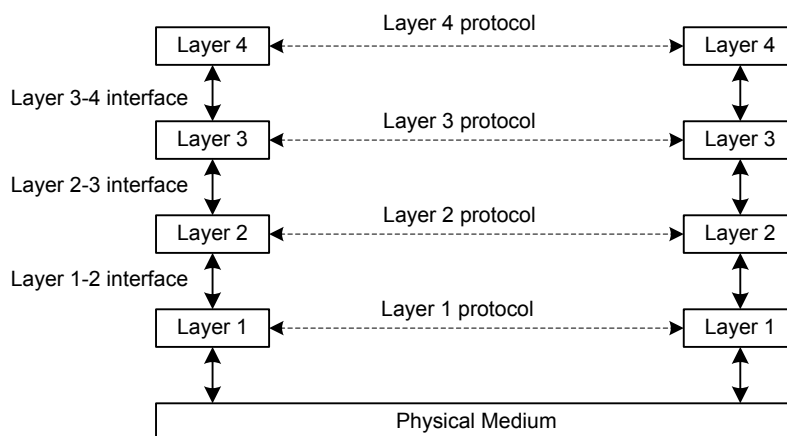 Layer 4 protocol
Layer 4
Layer 4
Layer 3-4 interface
Layer 3 protocol
Layer 3
Layer 3
Layer 2-3 interface
Layer 2 protocol
Layer 2
Layer 2
Layer 1-2 interface
Layer 1 protocol
Layer 1
Layer 1
Physical Medium